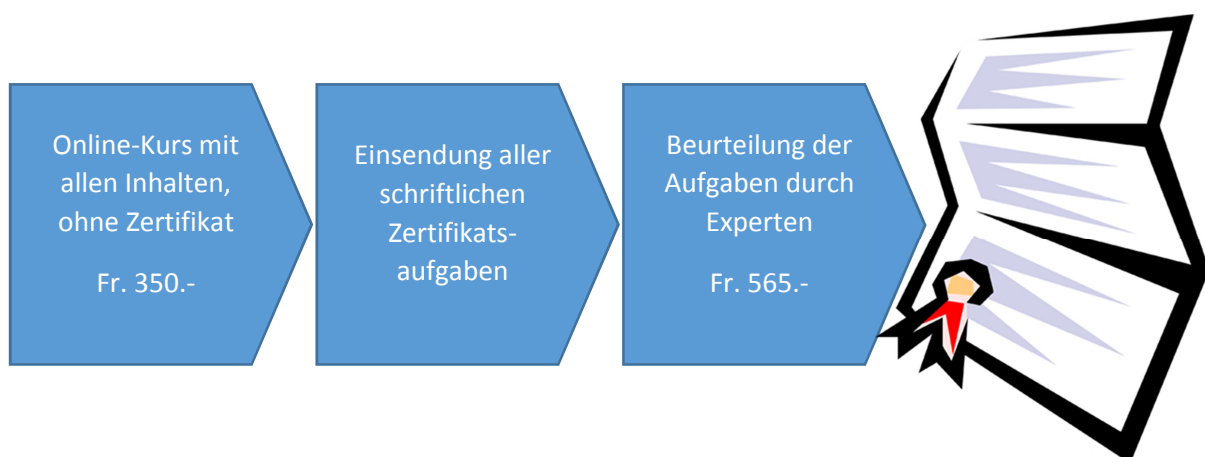 Online-Kurs mit
allen Inhalten,
ohne Zertifikat
Fr. 350.-
Einsendung aller
schriftlichen
Zertifikats-
aufgaben
Beurteilung der
Aufgaben durch
Experten
Fr. 565.-